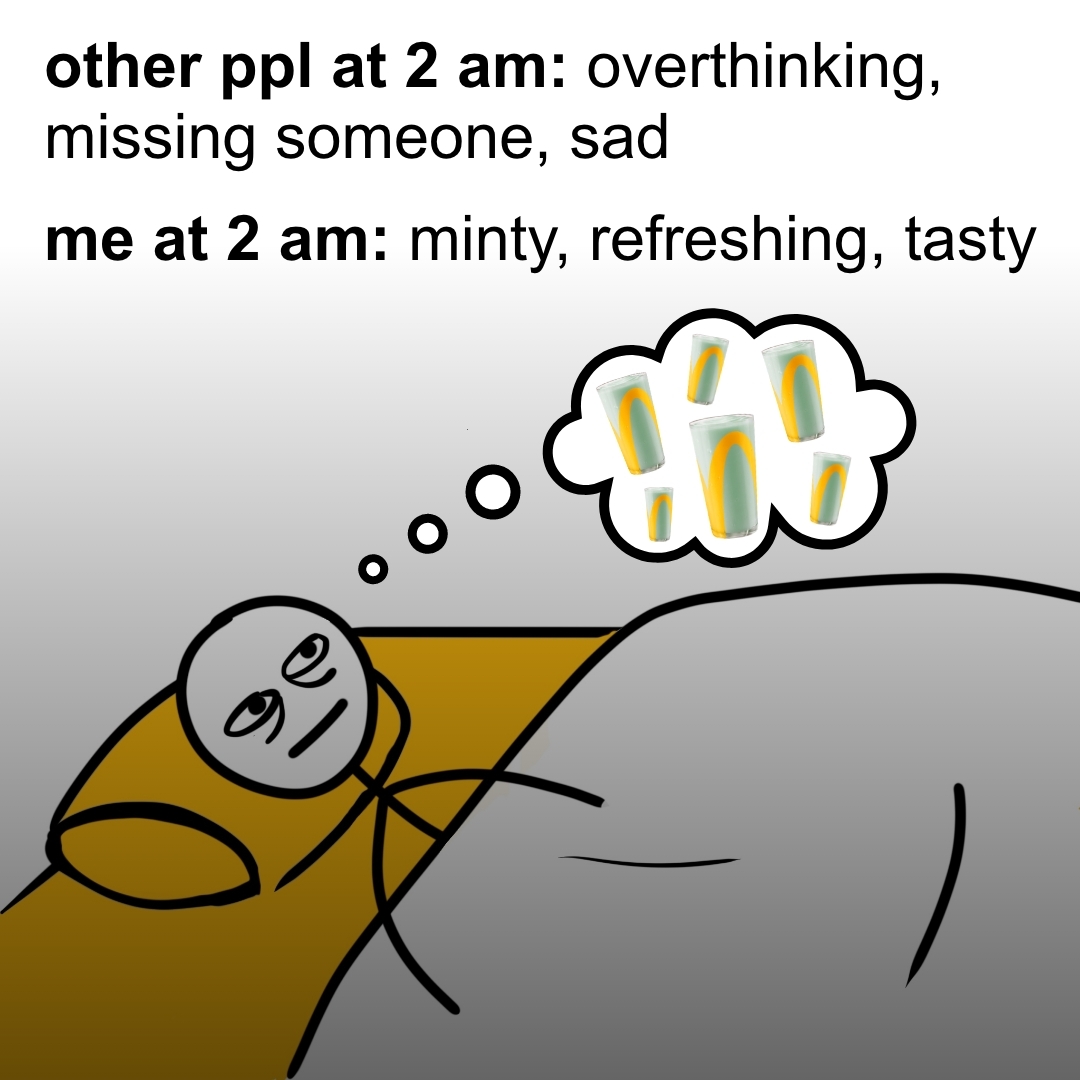 other ppl at 2 am: overthinking,
missing someone, sad
me at 2 am: minty, refreshing, tasty